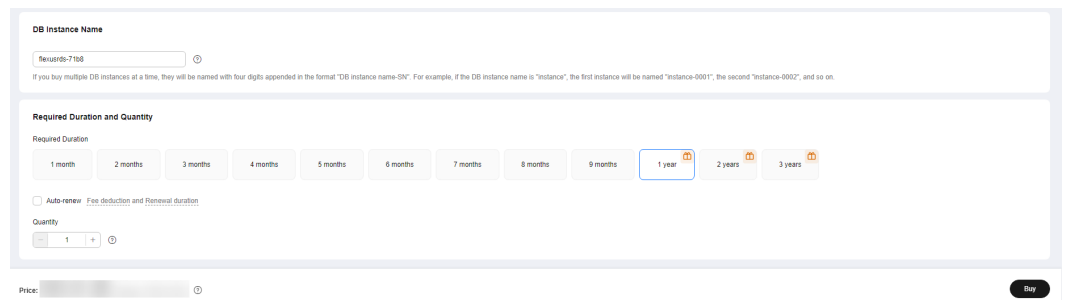 DB Instance Name
flexusrds-71b8
If you buy multiple DB instances at a time, they will be named with four digits appended in the format "DB instance name-SN". For example, if the DB instance name is "instance", the first instance will be named "instance-0001", the second "instance-0002", and so on.
Required Duration and Quantity
Required Duration
1 month 2 months 3 months 4 months 5 months 6 months 7 months 8 months 9 months 1 year 2 years 3 years
Auto-renew Fee deduction and Renewal duration
Quantity
1
Price:
Buy